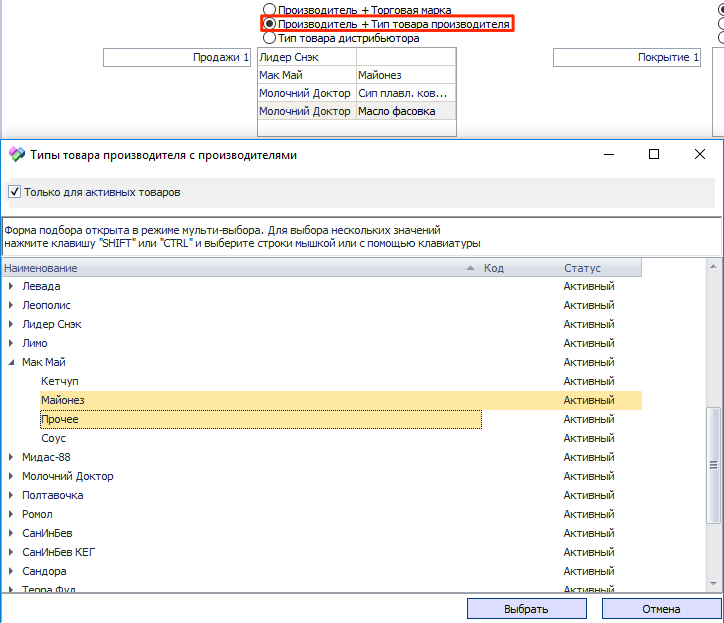 Производитель + Торговая марка
Производитель + Тип товара производителя
Тип товара дистрибьютора
Продажи 1
Лидер Снэк
Мак Май Майонез
Молочний Доктор Сип плавл. ков...
Молочний Доктор Масло фасовка
Покрытие 1
Типы товара производителя с производителями
Только для активных товаров
Форма подбора открыта в режиме мульти-выбора. Для выбора нескольких значений
нажмите клавишу "SHIFT" или "CTRL" и выберите строки мышкой или с помощью клавиатуры
Наименование Код Статус
Левада Активный
Леополис Активный
Лидер Снэк Активный
Лимо Активный
Мак Май Активный
Кетчуп Активный
Майонез Активный
Прочее Активный
Соус Активный
Мидас-88 Активный
Молочний Доктор Активный
Полтавочка Активный
Ромол Активный
СанИнБев Активный
СанИнБев КЕГ Активный
Сандора Активный
Терра Фуд Активный
Выбрать Отмена